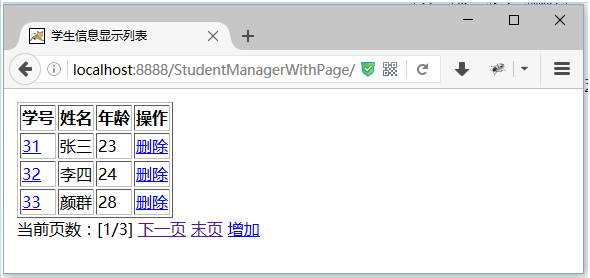 学生信息显示列表
localhost:8888/StudentManagerWithPage/
学号 姓名 年龄 操作
31 张三 23 删除
32 李四 24 删除
33 颜群 28 删除
当前页数：[1/3] 下一页 末页 增加